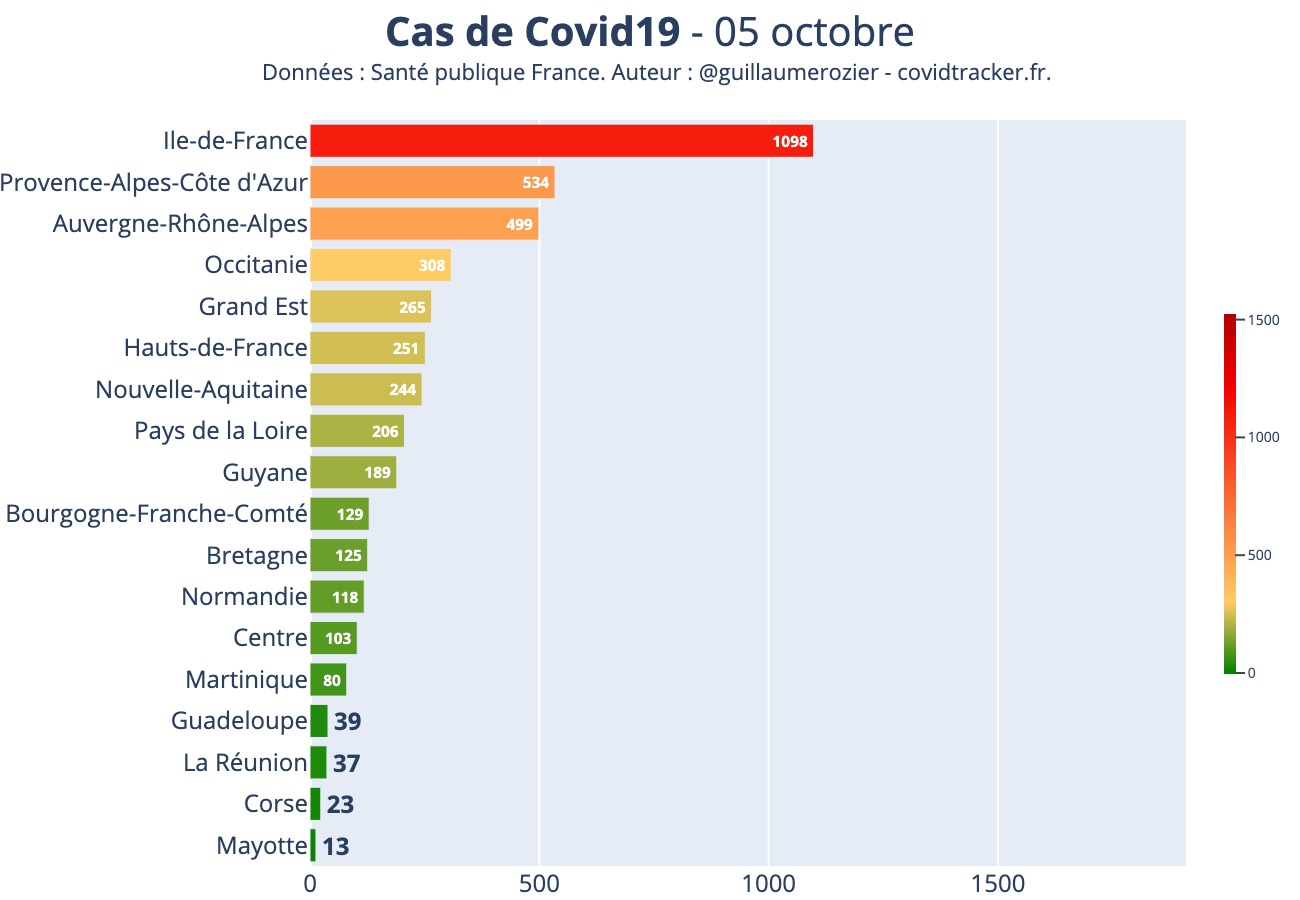 Cas de Covid19 - 05 octobre
Données : Santé publique France. Auteur : @guillaumerozier - covidtracker.fr.
Ile-de-France 1098
Provence-Alpes-Côte d'Azur 534
Auvergne-Rhône-Alpes 499
Occitanie 308
Grand Est 265
Hauts-de-France 251
Nouvelle-Aquitaine 244
Pays de la Loire 206
Guyane 189
Bourgogne-Franche-Comté 129
Bretagne 125
Normandie 118
Centre 103
Martinique 80
Guadeloupe 39
La Réunion 37
Corse 23
Mayotte 13
0 500 1000 1500
1500
1000
500
0